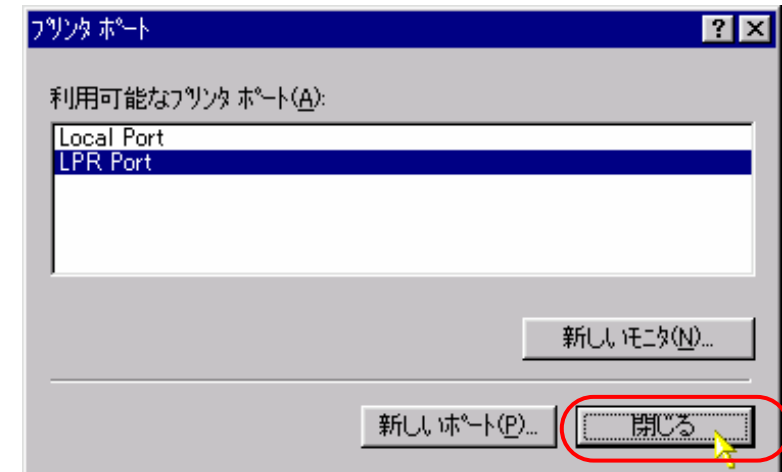 プリンタ ポート
利用可能なプリンタ ポート(A):
Local Port
LPR Port
新しいモニタ(N)...
新しいポート(P)...
閉じる